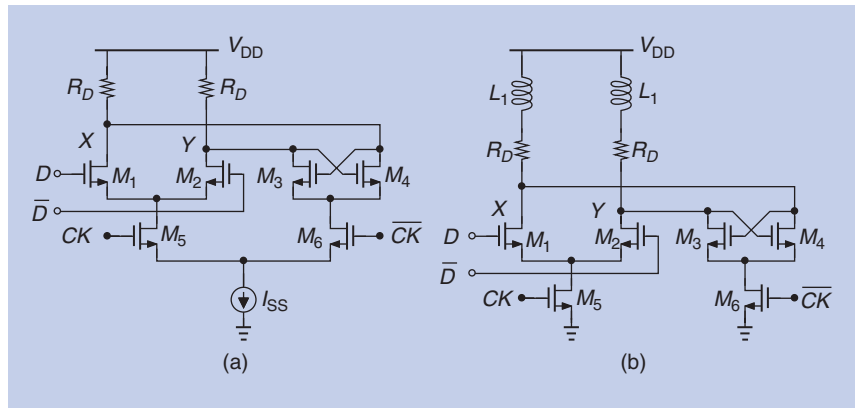 V_DD V_DD
R_D R_D L_1 L_1
X Y R_D R_D
D M_1 M_2 M_3 M_4 X Y
D̅ D M_1 M_2 M_3 M_4
CK M_5 M_6 C̅K̅ D̅
I_SS CK M_5 M_6 C̅K̅
(a) (b)